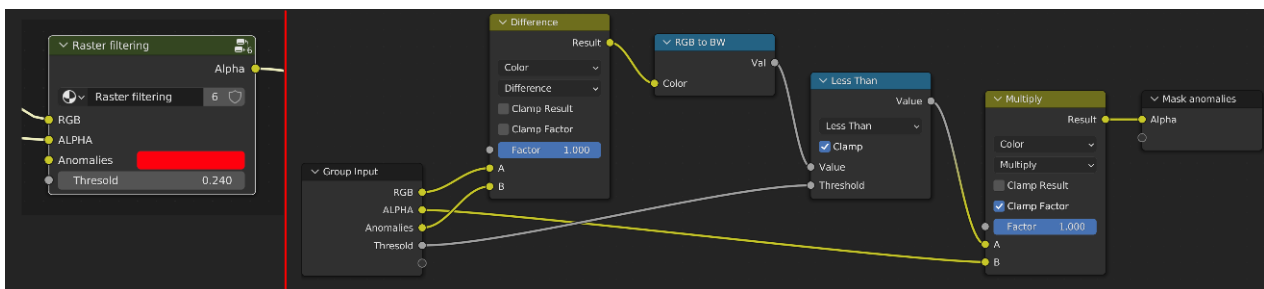 Raster filtering
6
Alpha
Raster filtering 6
RGB
ALPHA
Anomalies
Thresold 0.240
Group Input
RGB
ALPHA
Anomalies
Thresold
Difference
Result
Color
Difference
Clamp Result
Clamp Factor
Factor 1.000
A
B
RGB to BW
Val
Color
Less Than
Value
Less Than
Clamp
Value
Threshold
Multiply
Result
Color
Multiply
Clamp Result
Clamp Factor
Factor 1.000
A
B
Mask anomalies
Alpha